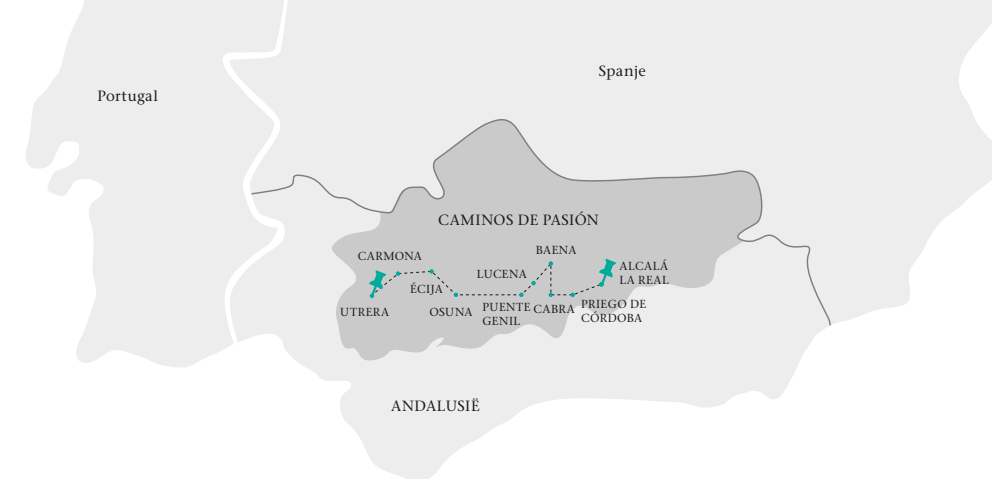 Spanje
Portugal
CAMINOS DE PASIÓN
BAENA
CARMONA
ALCALÁ
LA REAL
LUCENA
ÉCIJA
UTRERA
OSUNA
PUENTE
GENIL
CABRA
PRIEGO DE
CÓRDOBA
ANDALUSIË